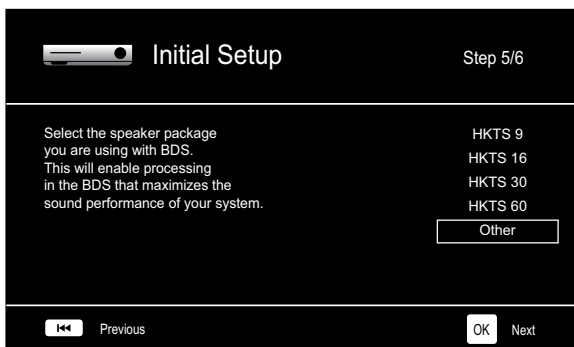 Initial Setup
Step 5/6
Select the speaker package
you are using with BDS.
This will enable processing
in the BDS that maximizes the
sound performance of your system.
HKTS 9
HKTS 16
HKTS 30
HKTS 60
Other
Previous
OK
Next